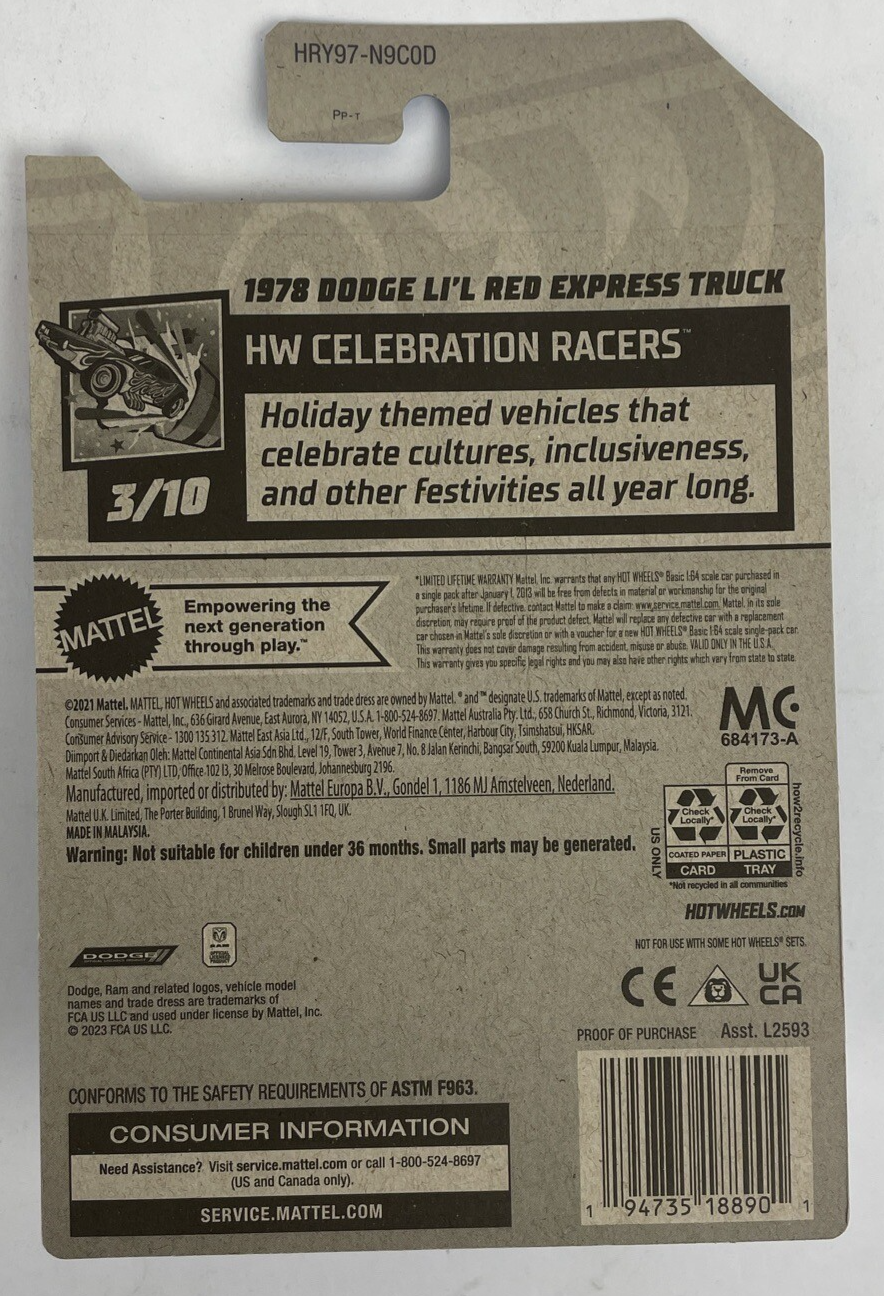 HRY97-N9C0D
PP-T
1978 DODGE LI'L RED EXPRESS TRUCK
HW CELEBRATION RACERS™
Holiday themed vehicles that
celebrate cultures, inclusiveness,
and other festivities all year long.
3/10
MATTEL
Empowering the
next generation
through play.™
*LIMITED LIFETIME WARRANTY Mattel, Inc. warrants that any HOT WHEELS® Basic 1:64 scale car purchased in
a single pack after January 1, 2013 will be free from defects in material or workmanship for the original
purchaser's lifetime. If defective, contact Mattel to make a claim: www.service.mattel.com. Mattel, in its sole
discretion, may require proof of the product defect. Mattel will replace any defective car with a replacement
car chosen in Mattel's sole discretion or with a voucher for a new HOT WHEELS® Basic 1:64 scale single-pack car.
This warranty does not cover damage resulting from accident, misuse or abuse. VALID ONLY IN THE U.S.A.
This warranty gives you specific legal rights and you may also have other rights which vary from state to state.
©2021 Mattel. MATTEL, HOT WHEELS and associated trademarks and trade dress are owned by Mattel. ® and ™ designate U.S. trademarks of Mattel, except as noted.
Consumer Services - Mattel, Inc., 636 Girard Avenue, East Aurora, NY 14052, U.S.A. 1-800-524-8697. Mattel Australia Pty. Ltd., 658 Church St., Richmond, Victoria, 3121.
Consumer Advisory Service - 1300 135 312. Mattel East Asia Ltd., 12/F, South Tower, World Finance Center, Harbour City, Tsimshatsui, HKSAR.
Diimport & Diedarkan Oleh: Mattel Continental Asia Sdn Bhd. Level 19, Tower 3, Avenue 7, No. 8 Jalan Kerinchi, Bangsar South, 59200 Kuala Lumpur, Malaysia.
Mattel South Africa (PTY) LTD, Office 102 I3, 30 Melrose Boulevard, Johannesburg 2196.
Manufactured, imported or distributed by: Mattel Europa B.V., Gondel 1, 1186 MJ Amstelveen, Nederland.
Mattel U.K. Limited, The Porter Building, 1 Brunel Way, Slough SL1 1FQ, UK.
MADE IN MALAYSIA.
Warning: Not suitable for children under 36 months. Small parts may be generated.
MC
684173-A
Remove
From Card
Check
Locally*
Check
Locally*
COATED PAPER
PLASTIC
CARD
TRAY
US ONLY
how2recycle.info
*Not recycled in all communities
HOTWHEELS.COM
NOT FOR USE WITH SOME HOT WHEELS® SETS.
CE
UK
CA
DODGE
RAM
Dodge, Ram and related logos, vehicle model
names and trade dress are trademarks of
FCA US LLC and used under license by Mattel, Inc.
© 2023 FCA US LLC.
PROOF OF PURCHASE Asst. L2593
CONFORMS TO THE SAFETY REQUIREMENTS OF ASTM F963.
CONSUMER INFORMATION
Need Assistance? Visit service.mattel.com or call 1-800-524-8697
(US and Canada only).
SERVICE.MATTEL.COM
1 94735 18890 1